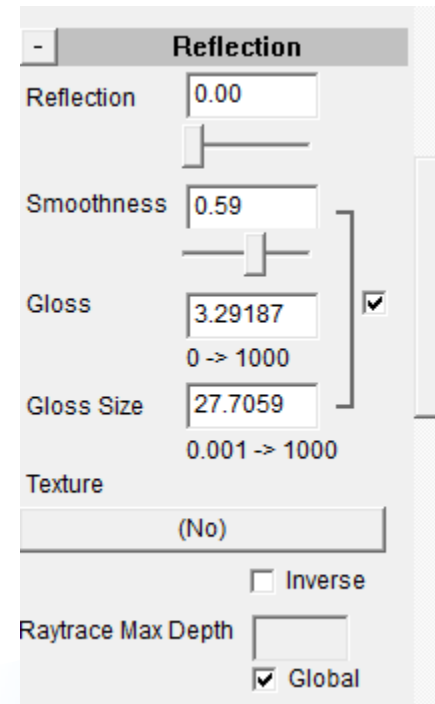 - Reflection
Reflection 0.00
Smoothness 0.59
Gloss 3.29187
0 -> 1000
Gloss Size 27.7059
0.001 -> 1000
Texture
(No)
Inverse
Raytrace Max Depth
Global